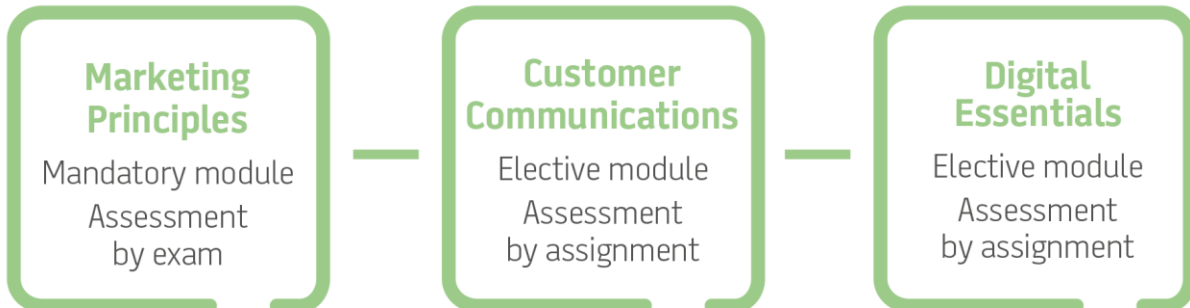 Marketing
Principles
Mandatory module
Assessment
by exam
Customer
Communications
Elective module
Assessment
by assignment
Digital
Essentials
Elective module
Assessment
by assignment